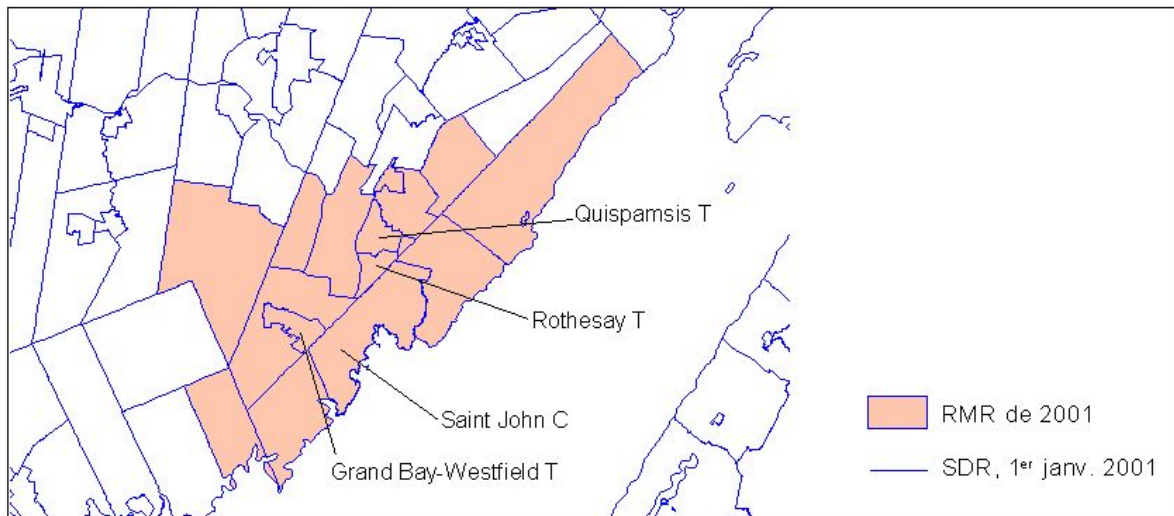 Quispamsis T
Rothesay T
Saint John C
Grand Bay-Westfield T
RMR de 2001
SDR, 1er janv. 2001